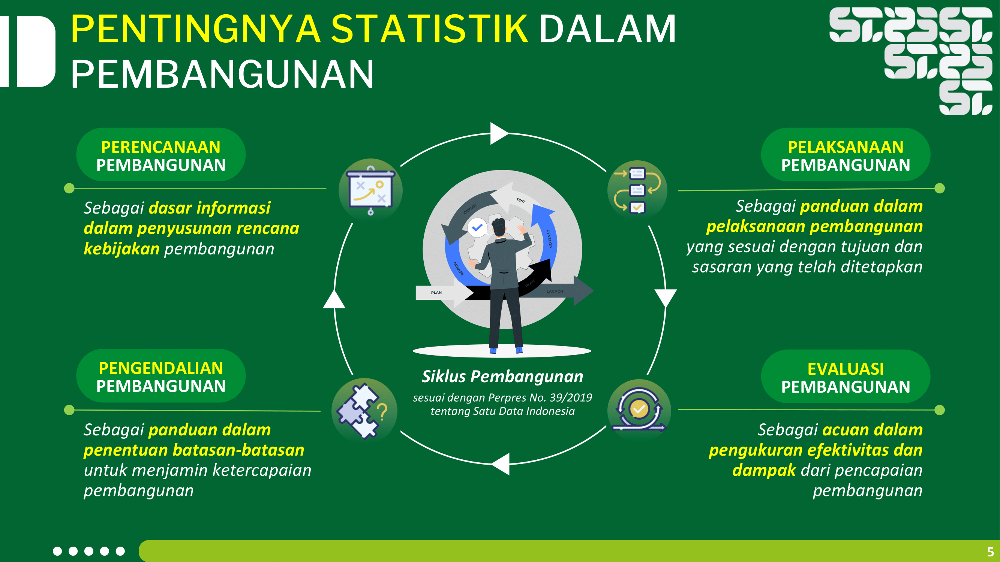 PENTINGNYA STATISTIK DALAM
PEMBANGUNAN
ST23ST
ST23
ST
PERENCANAAN
PEMBANGUNAN
Sebagai dasar informasi
dalam penyusunan rencana
kebijakan pembangunan
PELAKSANAAN
PEMBANGUNAN
Sebagai panduan dalam
pelaksanaan pembangunan
yang sesuai dengan tujuan dan
sasaran yang telah ditetapkan
TEST
DEPLOY
DEVELOP
REVIEW
PLAN
PLAN
LAUNCH
Siklus Pembangunan
sesuai dengan Perpres No. 39/2019
tentang Satu Data Indonesia
PENGENDALIAN
PEMBANGUNAN
Sebagai panduan dalam
penentuan batasan-batasan
untuk menjamin ketercapaian
pembangunan
EVALUASI
PEMBANGUNAN
Sebagai acuan dalam
pengukuran efektivitas dan
dampak dari pencapaian
pembangunan
5